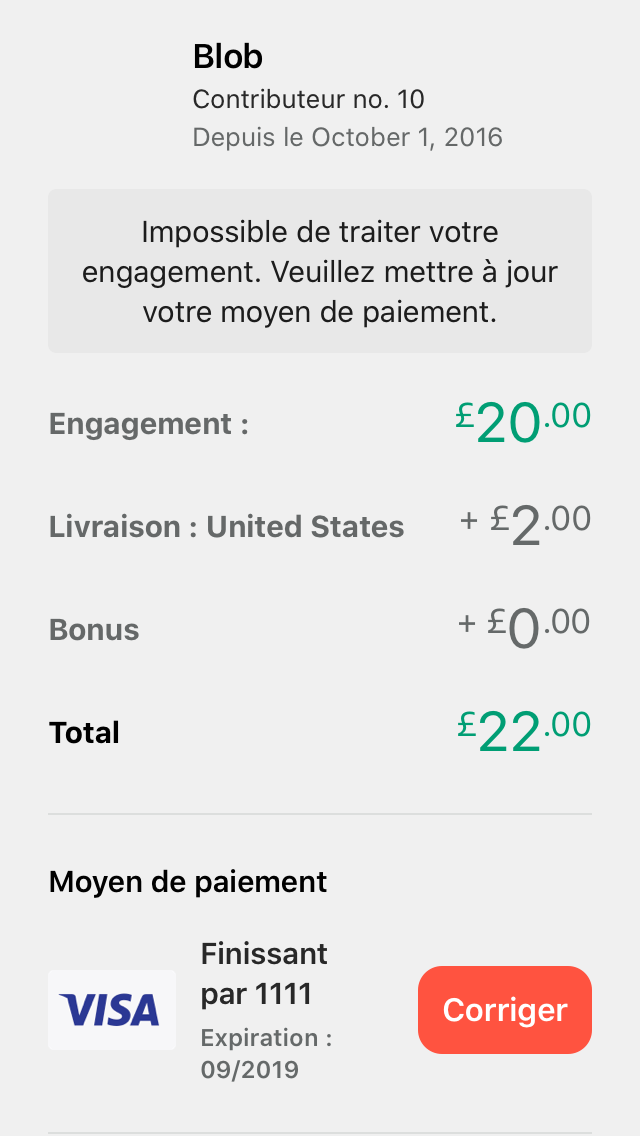 Blob
Contributeur no. 10
Depuis le October 1, 2016
Impossible de traiter votre
engagement. Veuillez mettre à jour
votre moyen de paiement.
Engagement : £20.00
Livraison : United States + £2.00
Bonus + £0.00
Total £22.00
Moyen de paiement
VISA
Finissant
par 1111
Expiration :
09/2019
Corriger